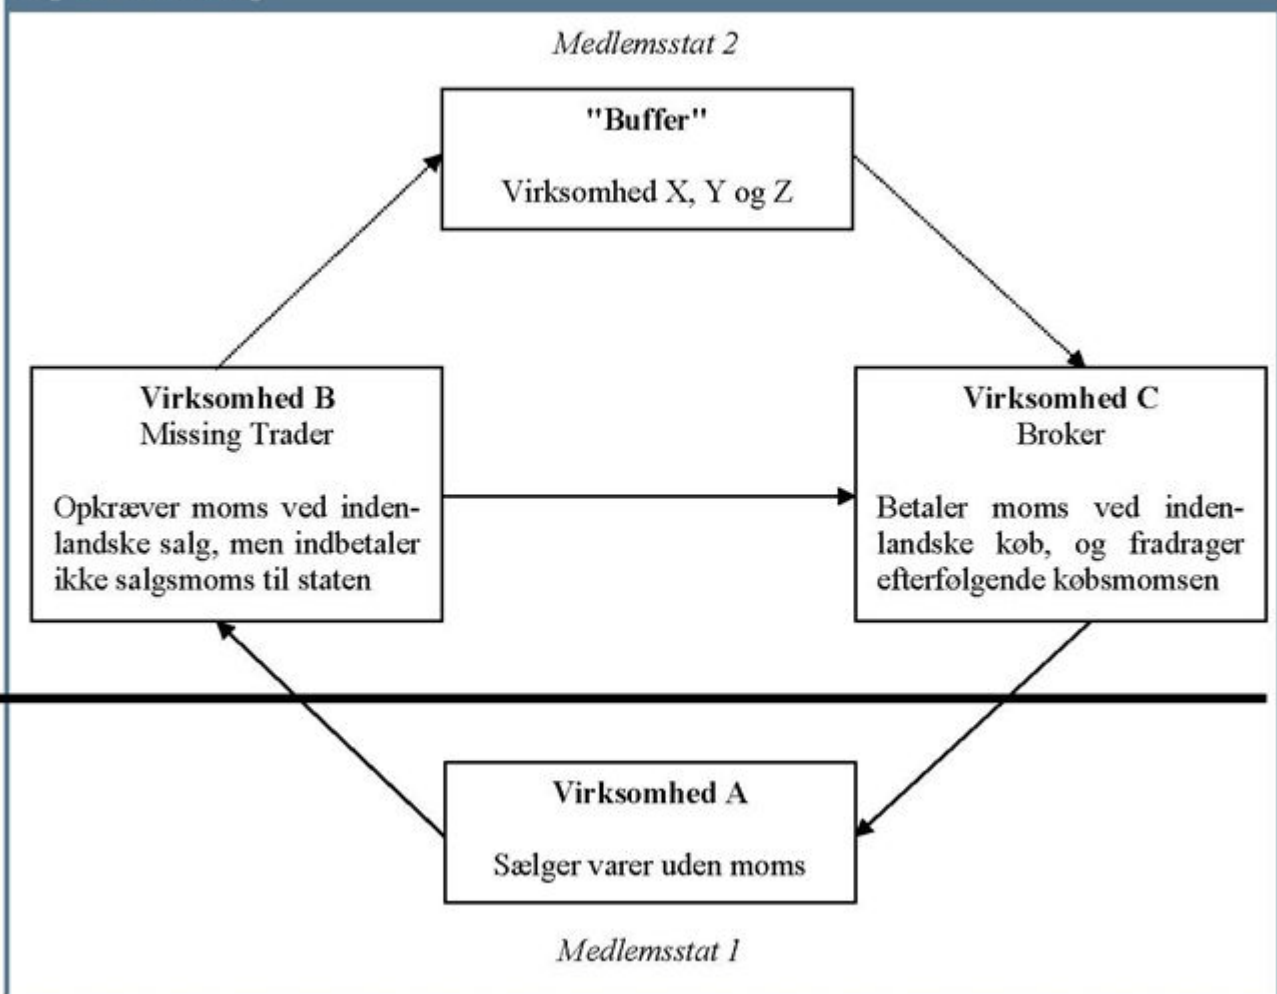 Medlemsstat 2
"Buffer"
Virksomhed X, Y og Z
Virksomhed B
Missing Trader
Opkræver moms ved inden-
landske salg, men indbetaler
ikke salgsmoms til staten
Virksomhed C
Broker
Betaler moms ved inden-
landske køb, og fradrager
efterfølgende købsmomsen
Virksomhed A
Sælger varer uden moms
Medlemsstat 1